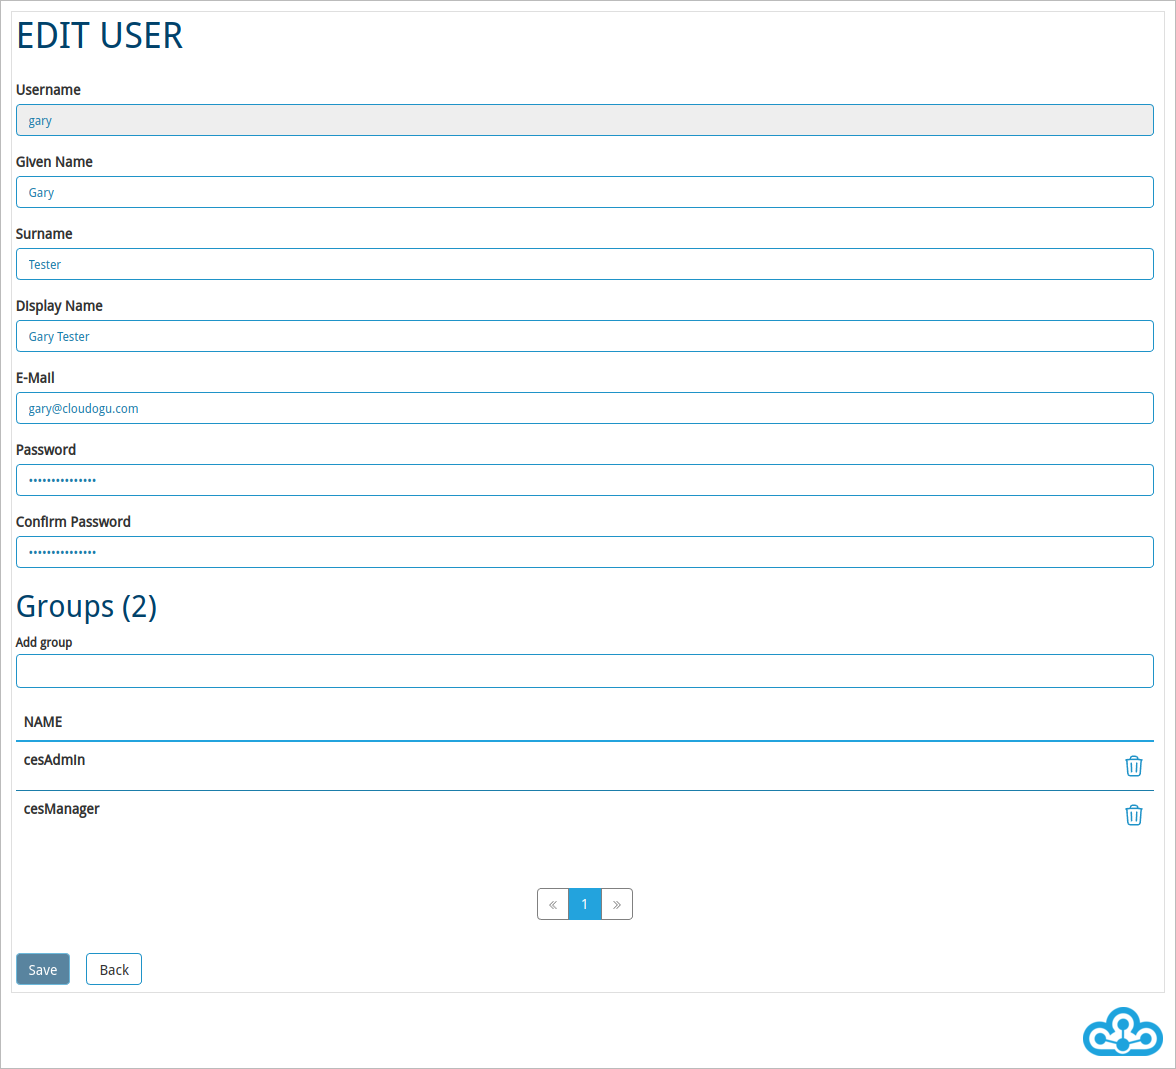 EDIT USER
Username
gary
Given Name
Gary
Surname
Tester
Display Name
Gary Tester
E-Mail
gary@cloudogu.com
Password
•••••••••••••••
Confirm Password
•••••••••••••••
Groups (2)
Add group
NAME
cesAdmin
cesManager
« 1 »
Save Back